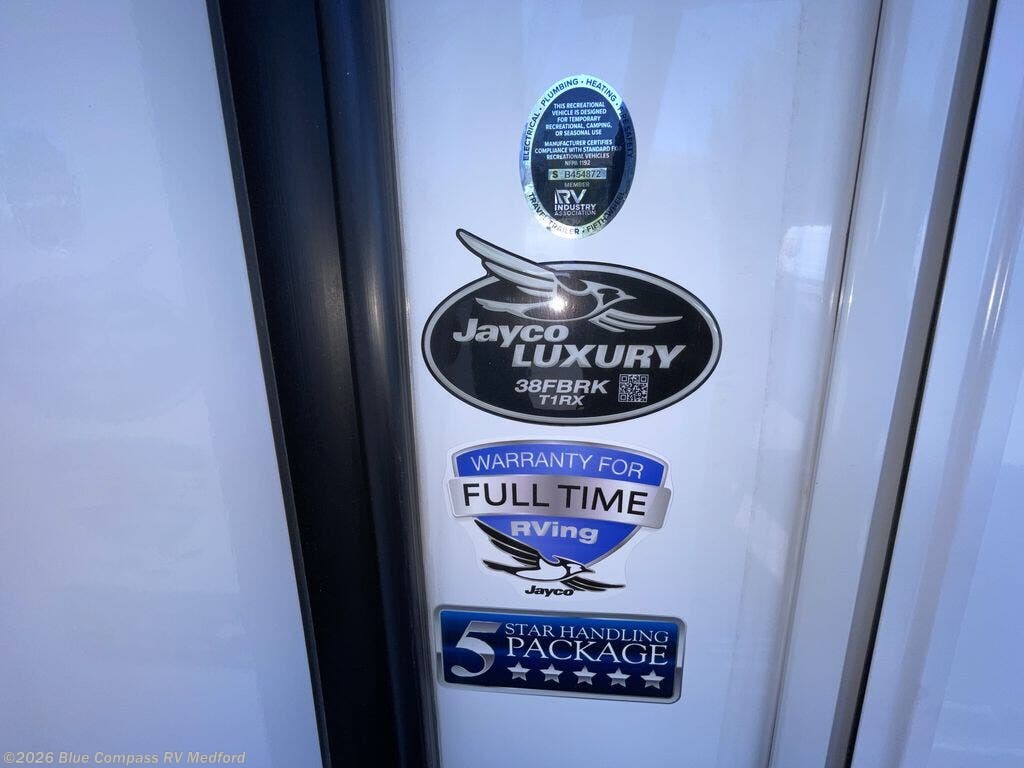 ELECTRICAL • PLUMBING • HEATING • FIRE SAFETY
THIS RECREATIONAL
VEHICLE IS DESIGNED
FOR TEMPORARY
RECREATIONAL, CAMPING,
OR SEASONAL USE
MANUFACTURER CERTIFIES
COMPLIANCE WITH STANDARD FOR
RECREATIONAL VEHICLES
NFPA 1192
S B454872
MEMBER
RV
INDUSTRY
ASSOCIATION
TRAVEL TRAILER • FIFTH WHEEL
Jayco
LUXURY
38FBRK
T1RX
WARRANTY FOR
FULL TIME
RVing
Jayco
5 STAR HANDLING
PACKAGE
©2026 Blue Compass RV Medford